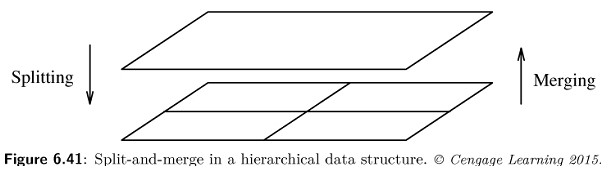 Splitting
Merging
Figure 6.41: Split-and-merge in a hierarchical data structure. © Cengage Learning 2015.